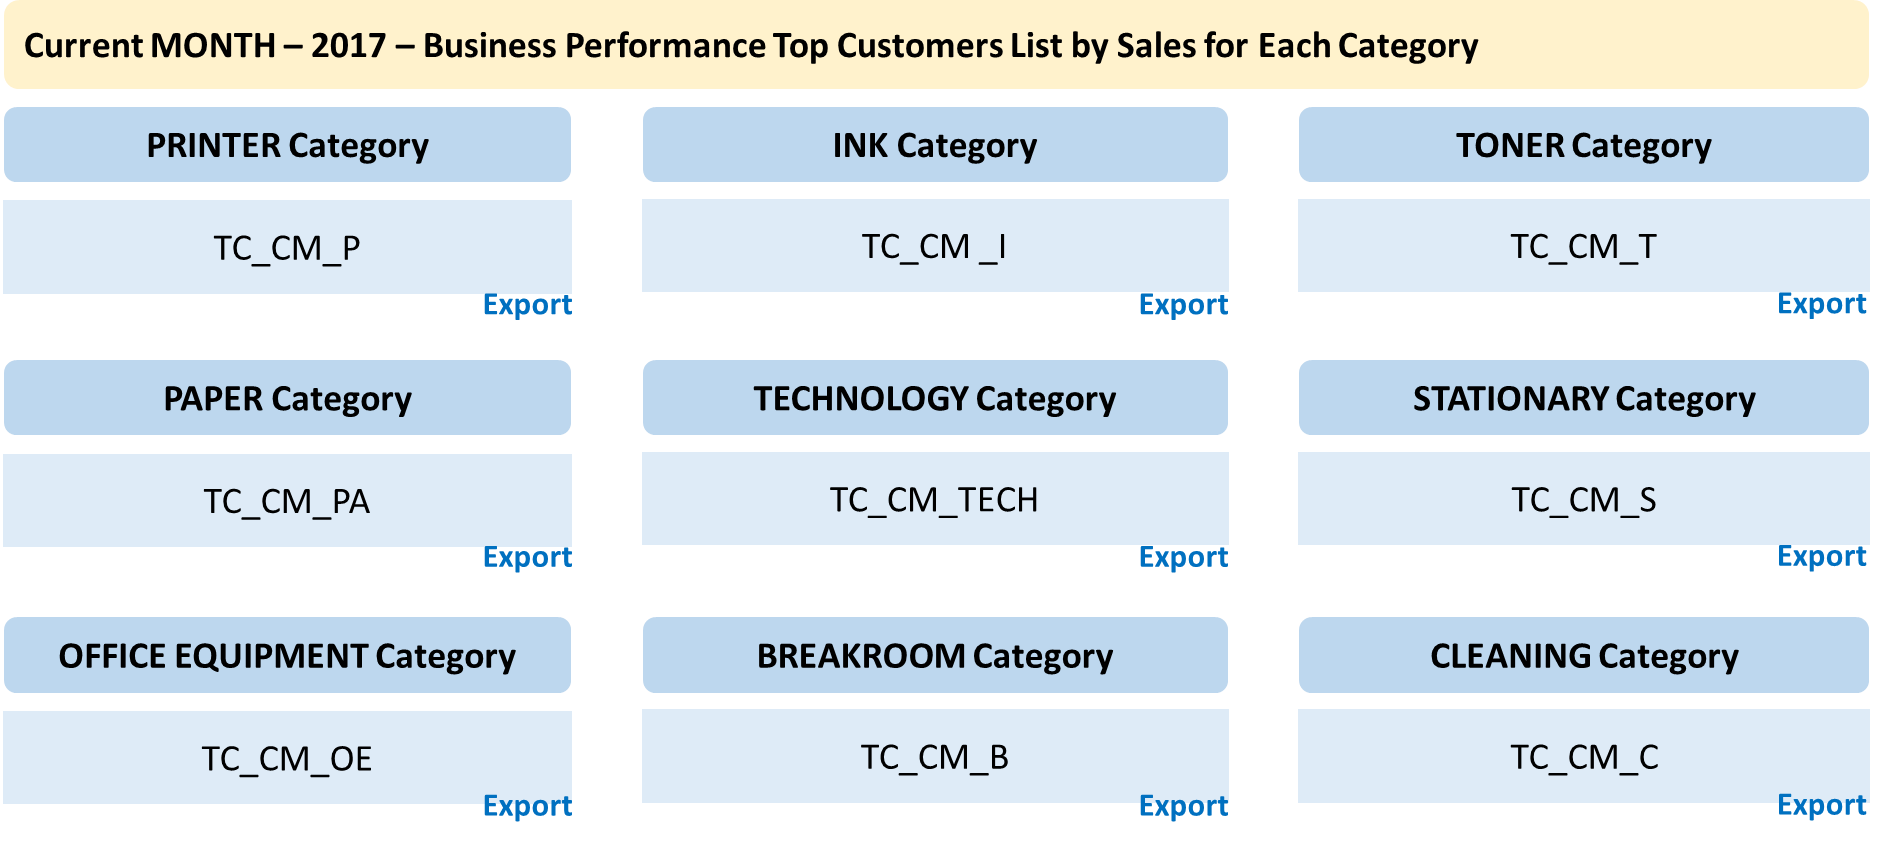 Current MONTH – 2017 – Business Performance Top Customers List by Sales for Each Category
PRINTER Category
INK Category
TONER Category
TC_CM_P
TC_CM _I
TC_CM_T
Export
Export
Export
PAPER Category
TECHNOLOGY Category
STATIONARY Category
TC_CM_PA
TC_CM_TECH
TC_CM_S
Export
Export
Export
OFFICE EQUIPMENT Category
BREAKROOM Category
CLEANING Category
TC_CM_OE
TC_CM_B
TC_CM_C
Export
Export
Export